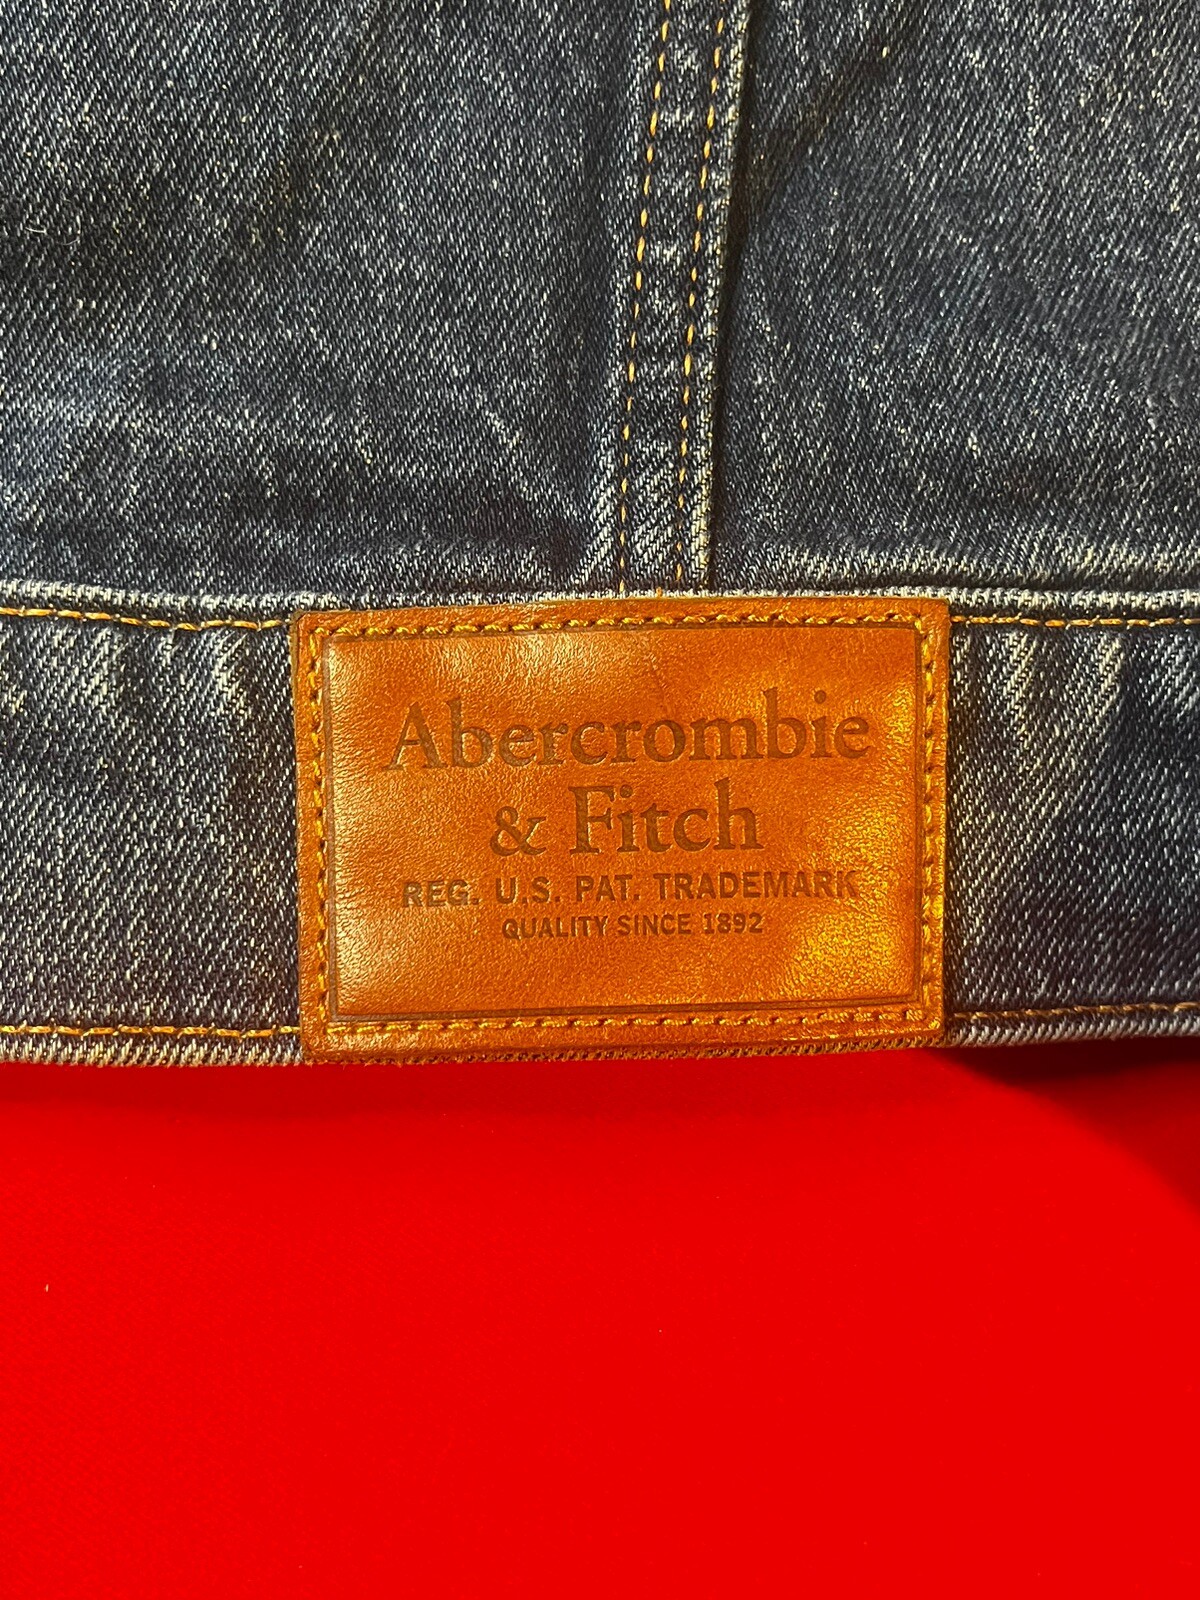 Abercrombie
& Fitch
REG. U.S. PAT. TRADEMARK
QUALITY SINCE 1892